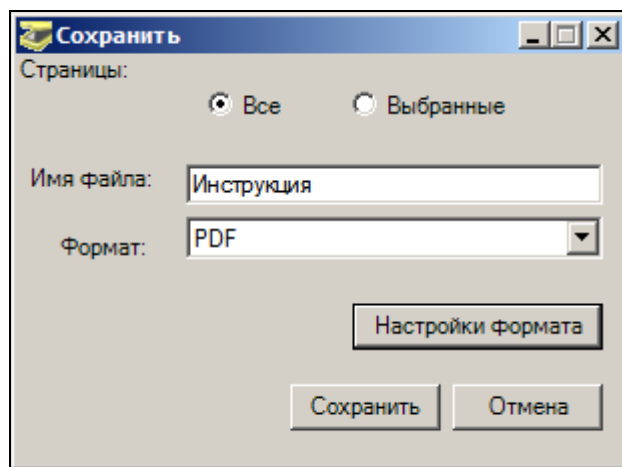 Сохранить
Страницы:
Все Выбранные
Имя файла: Инструкция
Формат: PDF
Настройки формата
Сохранить Отмена